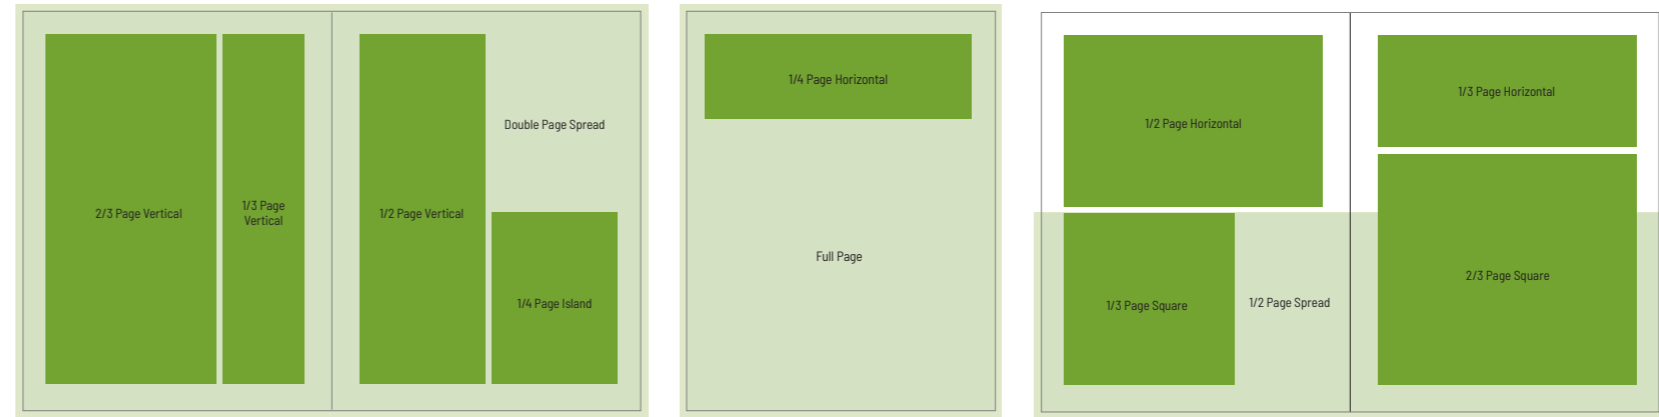 2/3 Page Vertical
1/3 Page
Vertical
1/2 Page Vertical
Double Page Spread
1/4 Page Island
1/4 Page Horizontal
Full Page
1/2 Page Horizontal
1/3 Page Square
1/2 Page Spread
1/3 Page Horizontal
2/3 Page Square